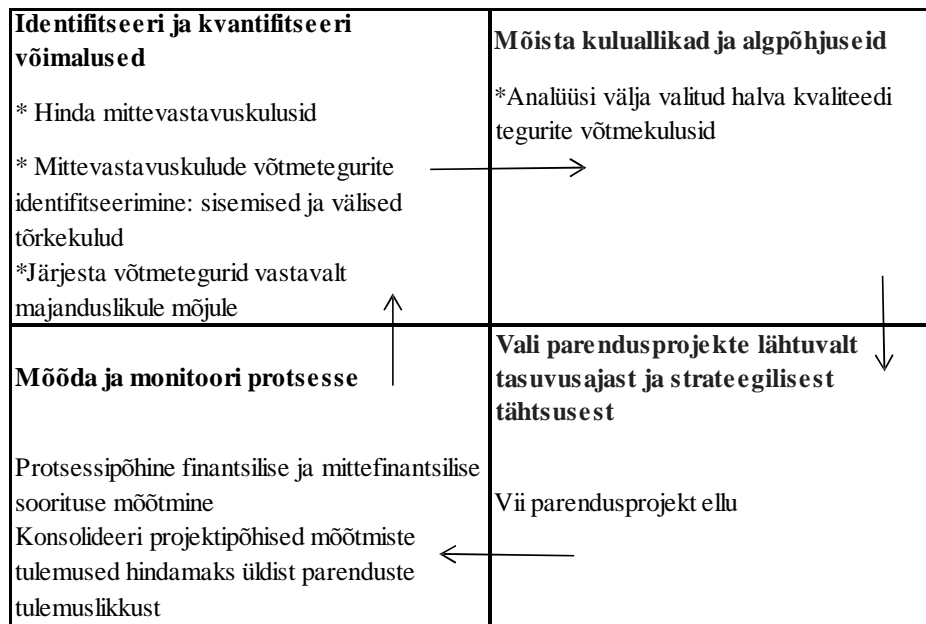 Identifitseeri ja kvantifitseeri
võimalused
* Hinda mittevastavuskulusid
* Mittevastavuskulude võtmetegurite
identifitseerimine: sisemised ja välised
tõrkekulud
*Järjesta võtmetegurid vastavalt
majanduslikule mõjule
Mõista kuluallikad ja algpõhjuseid
*Analüüsi välja valitud halva kvaliteedi
tegurite võtmekulusid
Mõõda ja monitoori protsesse
Protsessipõhine finantsilise ja mittefinantsilise
soorituse mõõtmine
Konsolideeri projektipõhised mõõtmiste
tulemused hindamaks üldist parenduste
tulemuslikkust
Vali parendusprojekte lähtuvalt
tasuvusajast ja strateegilisest
tähtsusest
Vii parendusprojekt ellu